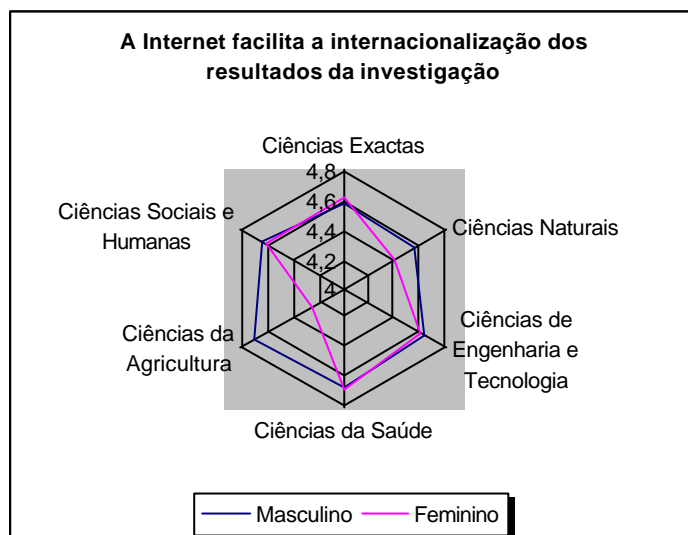 A Internet facilita a internacionalização dos
resultados da investigação
Ciências Exactas
4,8
4,6
4,4
4,2
4
Ciências Naturais
Ciências de
Engenharia e
Tecnologia
Ciências da Saúde
Ciências da
Agricultura
Ciências Sociais e
Humanas
Masculino
Feminino